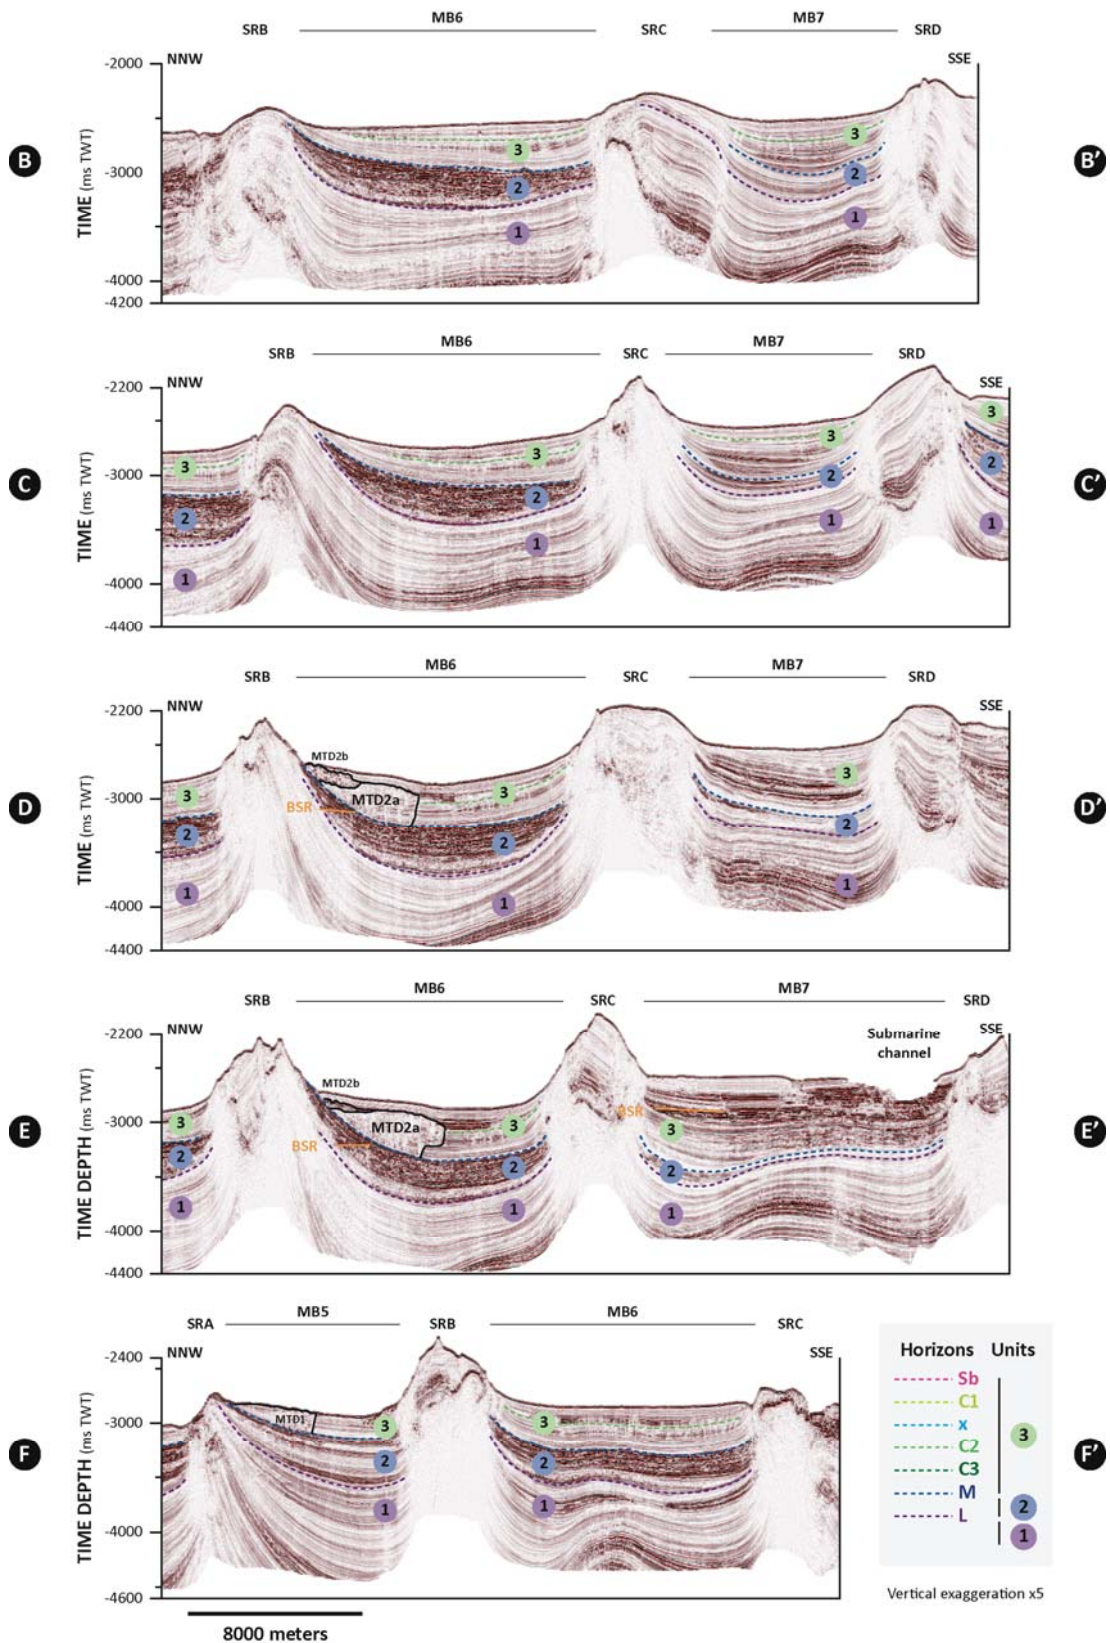 SRB MB6 SRC MB7 SRD
NNW SSE
-2000
-3000
-4000
-4200
TIME (ms TWT)
B B'
3 3
2 2
1 1
SRB MB6 SRC MB7 SRD
NNW SSE
-2200
-3000
-4000
-4400
TIME (ms TWT)
C C'
3 3 3 3
2 2 2 2
1 1 1 1
SRB MB6 SRC MB7 SRD
NNW SSE
-2200
-3000
-4000
-4400
TIME (ms TWT)
D D'
MTD2b
MTD2a
BSR
3 3 3
2 2 2
1 1 1
SRB MB6 SRC MB7 SRD
NNW SSE
Submarine
channel
-2200
-3000
-4000
-4400
TIME DEPTH (ms TWT)
E E'
MTD2b
MTD2a
BSR BSR
3 3 3
2 2 2
1 1 1
SRA MB5 SRB MB6 SRC
NNW SSE
-2400
-3000
-4000
-4600
TIME DEPTH (ms TWT)
F F'
MTD1
3 3
2 2
1 1
8000 meters
Horizons Units
Sb
C1
x
C2
C3
M
L
3
2
1
Vertical exaggeration x5